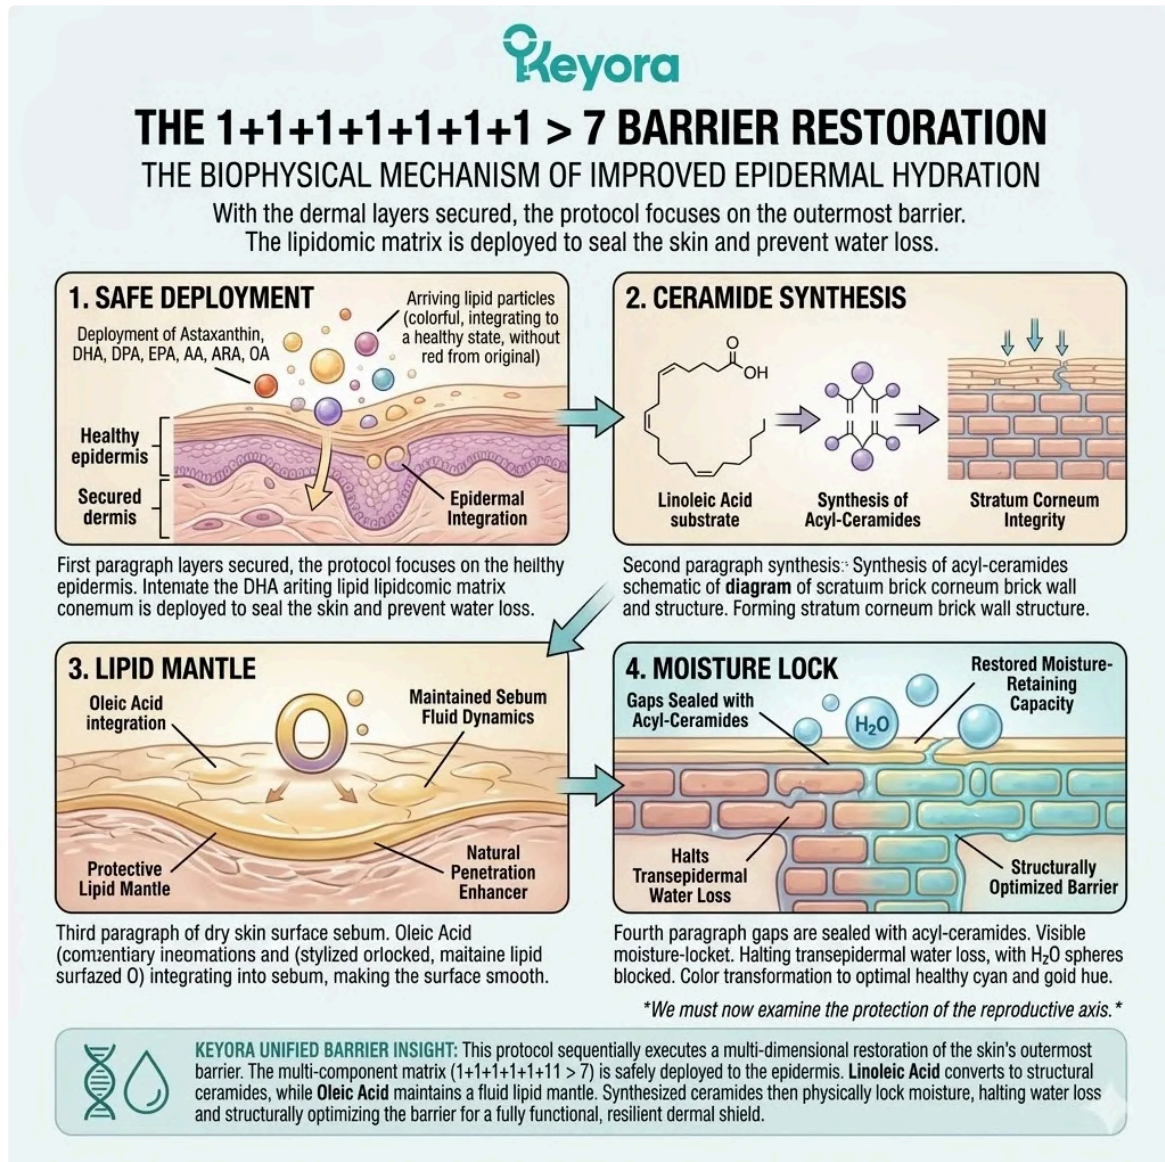 Keyora
THE 1+1+1+1+1+1+1 > 7 BARRIER RESTORATION
THE BIOPHYSICAL MECHANISM OF IMPROVED EPIDERMAL HYDRATION
With the dermal layers secured, the protocol focuses on the outermost barrier.
The lipidomic matrix is deployed to seal the skin and prevent water loss.
1. SAFE DEPLOYMENT
Deployment of Astaxanthin,
DHA, DPA, EPA, AA, ARA, OA
Arriving lipid particles
(colorful, integrating to
a healthy state, without
red from original)
Healthy
epidermis
Secured
dermis
Epidermal
Integration
First paragraph layers secured, the protocol focuses on the heilthy
epidermis. Intenate the DHA ariting lipid lipidcomic matrix
conemum is deployed to seal the skin and prevent water loss.
2. CERAMIDE SYNTHESIS
O
OH
Linoleic Acid
substrate
Synthesis of
Acyl-Ceramides
Stratum Corneum
Integrity
Second paragraph synthesis: Synthesis of acyl-ceramides
schematic of diagram of scratuim brick corneum brick wall
and structure. Forming stratum corneum brick wall structure.
3. LIPID MANTLE
Oleic Acid
integration
O
Maintained Sebum
Fluid Dynamics
Protective
Lipid Mantle
Natural
Penetration
Enhancer
Third paragraph of dry skin surface sebum. Oleic Acid
(comzentiary ineomations and (stylized orlocked, maitaine lipid
surfazed O) integrating into sebum, making the surface smooth.
4. MOISTURE LOCK
Gaps Sealed with
Acyl-Ceramides
H₂O
Restored Moisture-
Retaining
Capacity
Halts
Transepidermal
Water Loss
Structurally
Optimized Barrier
Fourth paragraph gaps are sealed with acyl-ceramides. Visible
moisture-locket. Halting transepidermal water loss, with H₂O spheres
blocked. Color transformation to optimal healthy cyan and gold hue.
*We must now examine the protection of the reproductive axis.*
KEYORA UNIFIED BARRIER INSIGHT: This protocol sequentially executes a multi-dimensional restoration of the skin's outermost
barrier. The multi-component matrix (1+1+1+1+1+11 > 7) is safely deployed to the epidermis. Linoleic Acid converts to structural
ceramides, while Oleic Acid maintains a fluid lipid mantle. Synthesized ceramides then physically lock moisture, halting water loss
and structurally optimizing the barrier for a fully functional, resilient dermal shield.